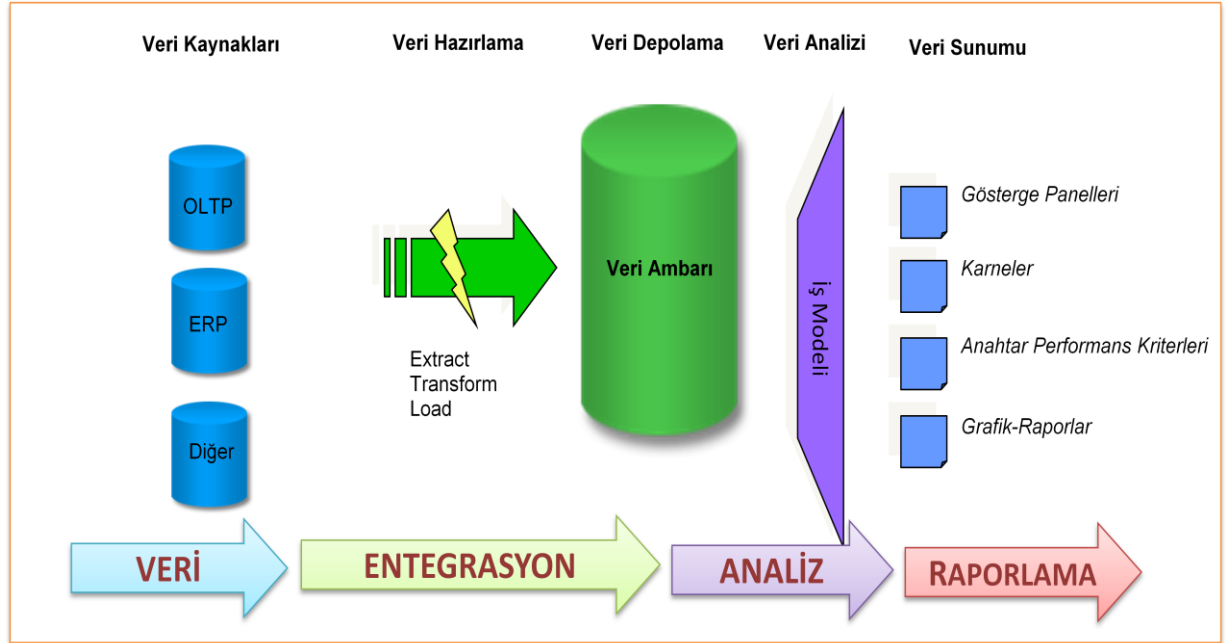 Veri Kaynakları
Veri Hazırlama
Veri Depolama
Veri Analizi
Veri Sunumu
OLTP
ERP
Diğer
Extract
Transform
Load
Veri Ambarı
İş Modeli
Gösterge Panelleri
Karneler
Anahtar Performans Kriterleri
Grafik-Raporlar
VERİ
ENTEGRASYON
ANALİZ
RAPORLAMA